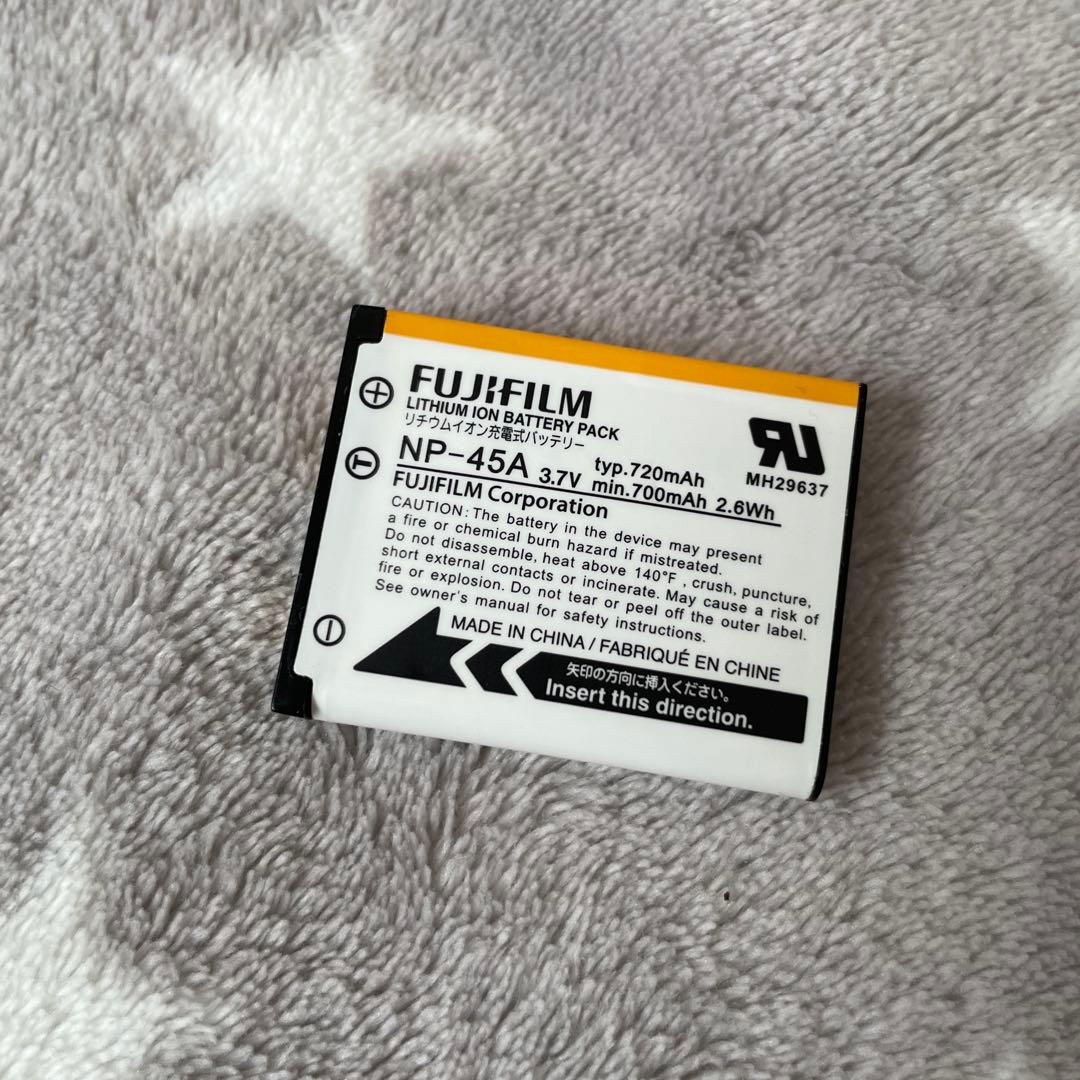 FUJIFILM
LITHIUM ION BATTERY PACK
リチウムイオン充電式バッテリー
NP-45A 3.7V typ.720mAh min.700mAh 2.6Wh
MH29637
FUJIFILM Corporation
CAUTION: The battery in the device may present
a fire or chemical burn hazard if mistreated.
Do not disassemble, heat above 140°F , crush, puncture,
short external contacts or incinerate. May cause a risk of
fire or explosion. Do not tear or peel off the outer label.
See owner's manual for safety instructions.
MADE IN CHINA / FABRIQUÉ EN CHINE
矢印の方向に挿入ください。
Insert this direction.
+
T
−
RU